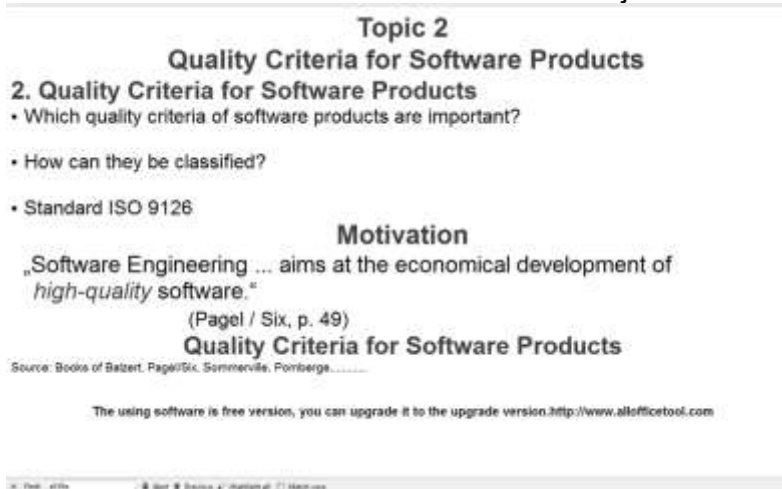 Topic 2
Quality Criteria for Software Products
2. Quality Criteria for Software Products
• Which quality criteria of software products are important?
• How can they be classified?
• Standard ISO 9126
Motivation
„Software Engineering ... aims at the economical development of
high-quality software.“
(Pagel / Six, p. 49)
Quality Criteria for Software Products
Source: Books of Balzert, Pagel/Six, Sommerville, Pomberge.........
The using software is free version, you can upgrade it to the upgrade version.http://www.allofficetool.com